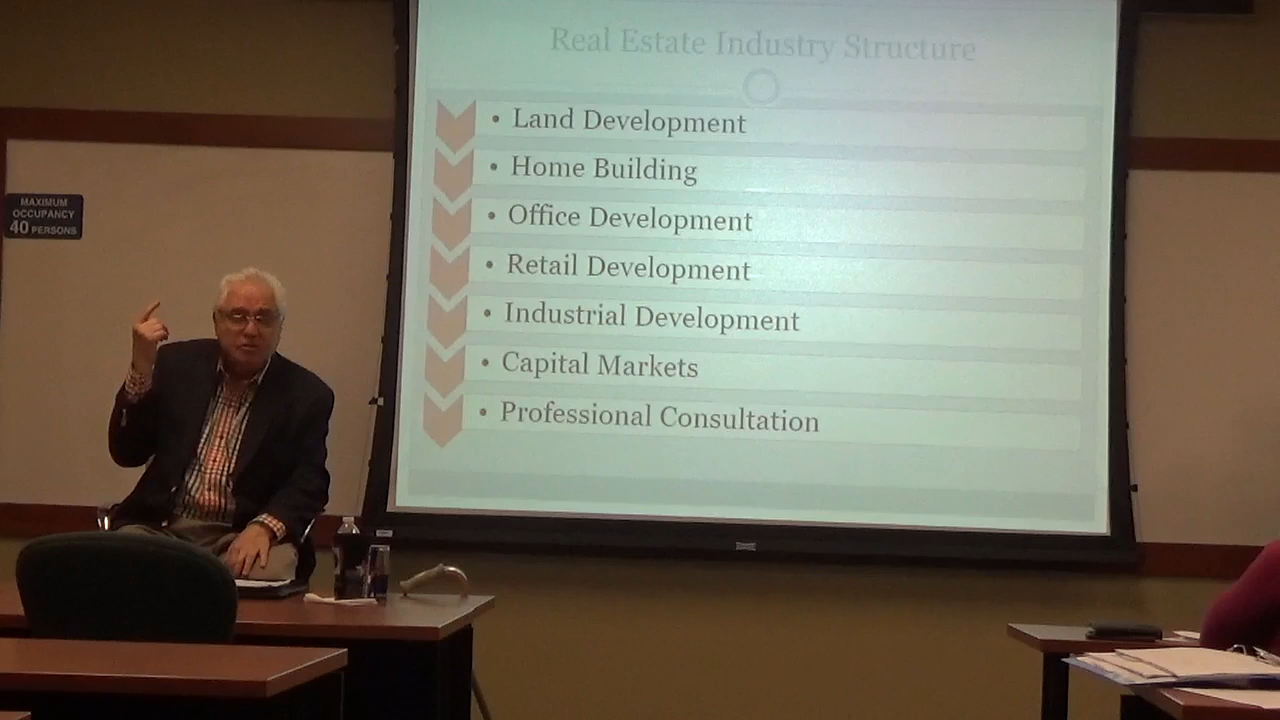 Real Estate Industry Structure
• Land Development
• Home Building
• Office Development
• Retail Development
• Industrial Development
• Capital Markets
• Professional Consultation
MAXIMUM
OCCUPANCY
40 PERSONS